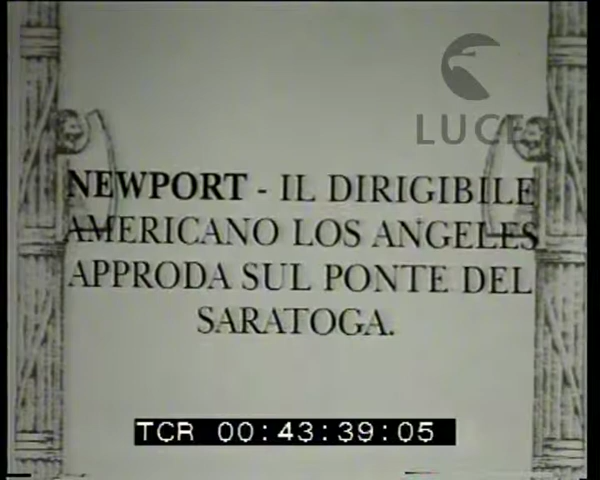 LUCE
NEWPORT - IL DIRIGIBILE
AMERICANO LOS ANGELES
APPRODA SUL PONTE DEL
SARATOGA.
TCR 00:43:39:05